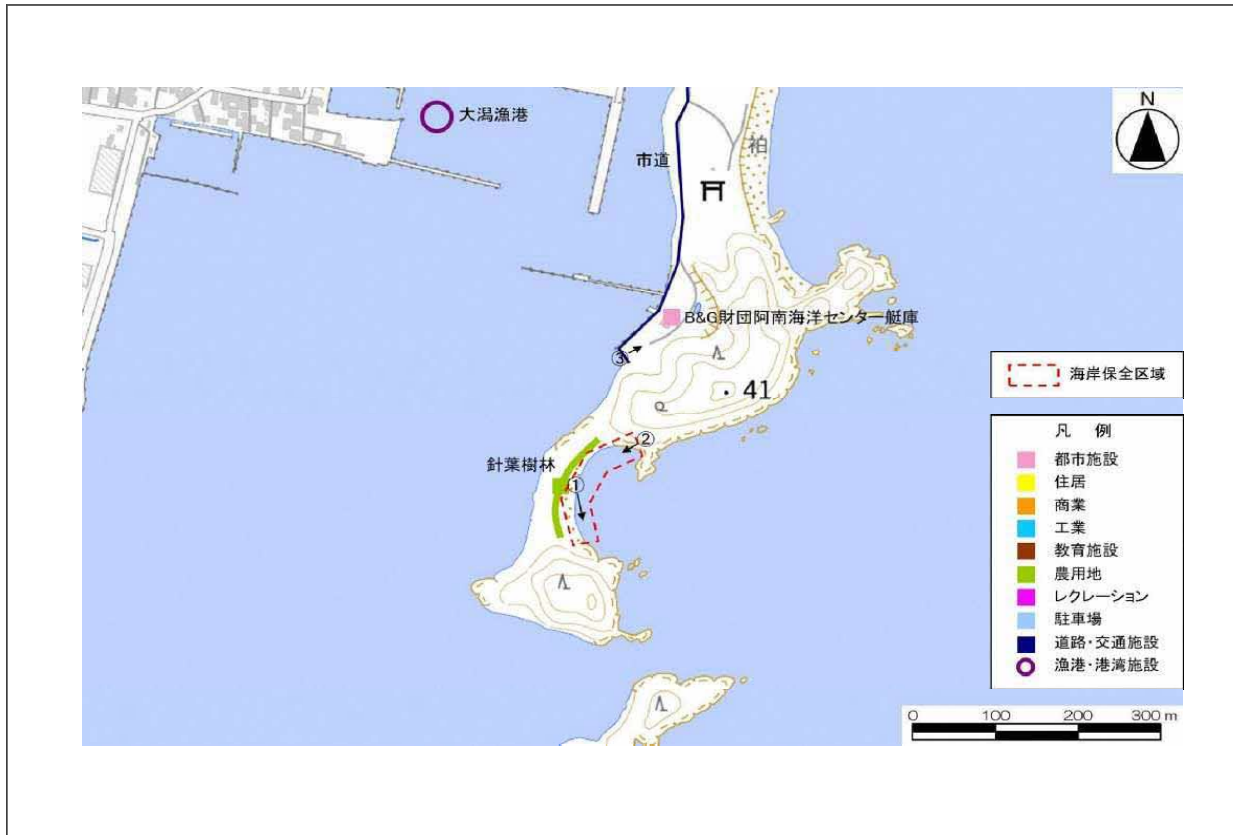 大潟漁港
N
市道
袙
B&G財団阿南海洋センター艇庫
③
41
海岸保全区域
②
針葉樹林
①
凡 例
都市施設
住居
商業
工業
教育施設
農用地
レクレーション
駐車場
道路・交通施設
漁港・港湾施設
0 100 200 300 m